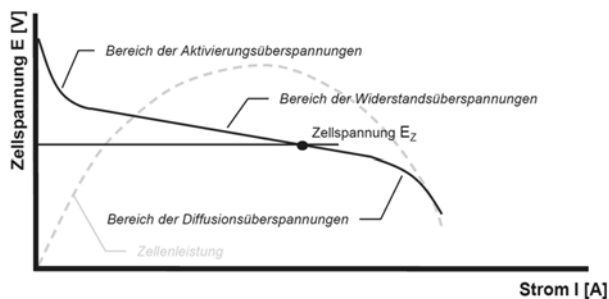 Zellspannung E [V]
Bereich der Aktivierungsüberspannungen
Bereich der Widerstandsüberspannungen
Zellspannung E_Z
Bereich der Diffusionsüberspannungen
Zellenleistung
Strom I [A]